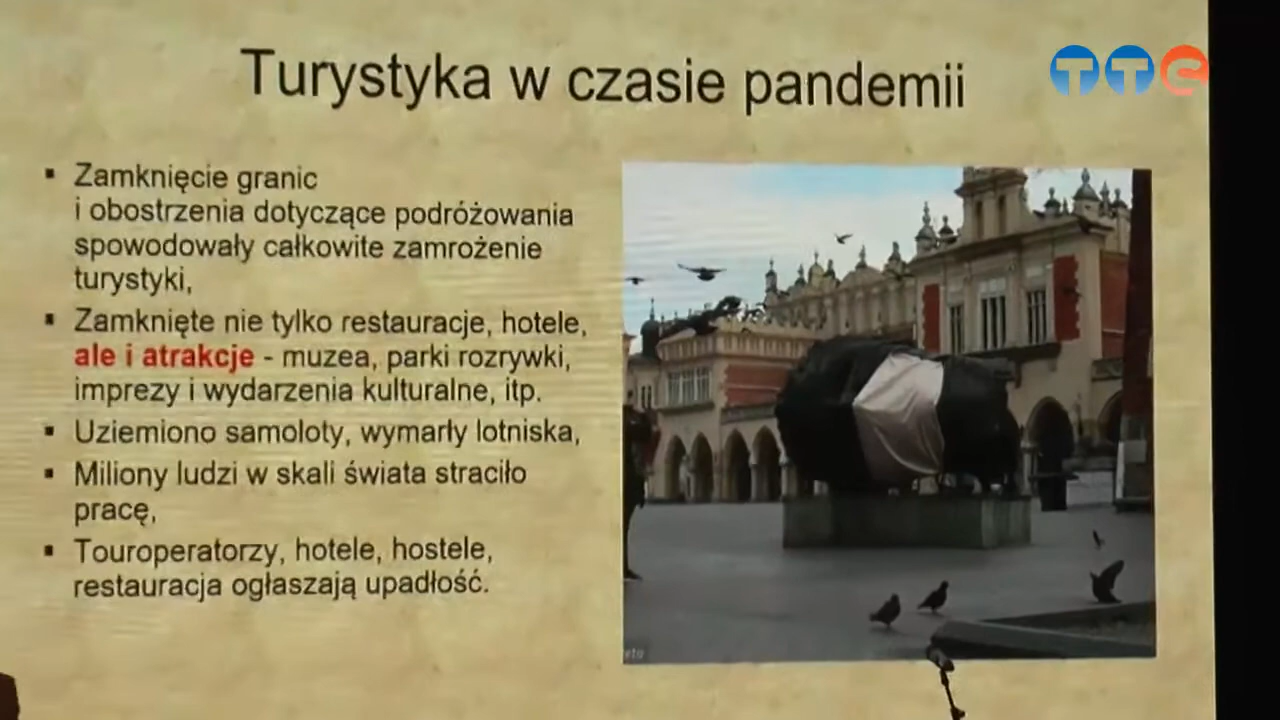 Turystyka w czasie pandemii
TTC
▪ Zamknięcie granic
i obostrzenia dotyczące podróżowania
spowodowały całkowite zamrożenie
turystyki,
▪ Zamknięte nie tylko restauracje, hotele,
ale i atrakcje - muzea, parki rozrywki,
imprezy i wydarzenia kulturalne, itp.
▪ Uziemiono samoloty, wymarły lotniska,
▪ Miliony ludzi w skali świata straciło
pracę,
▪ Touroperatorzy, hotele, hostele,
restauracja ogłaszają upadłość.